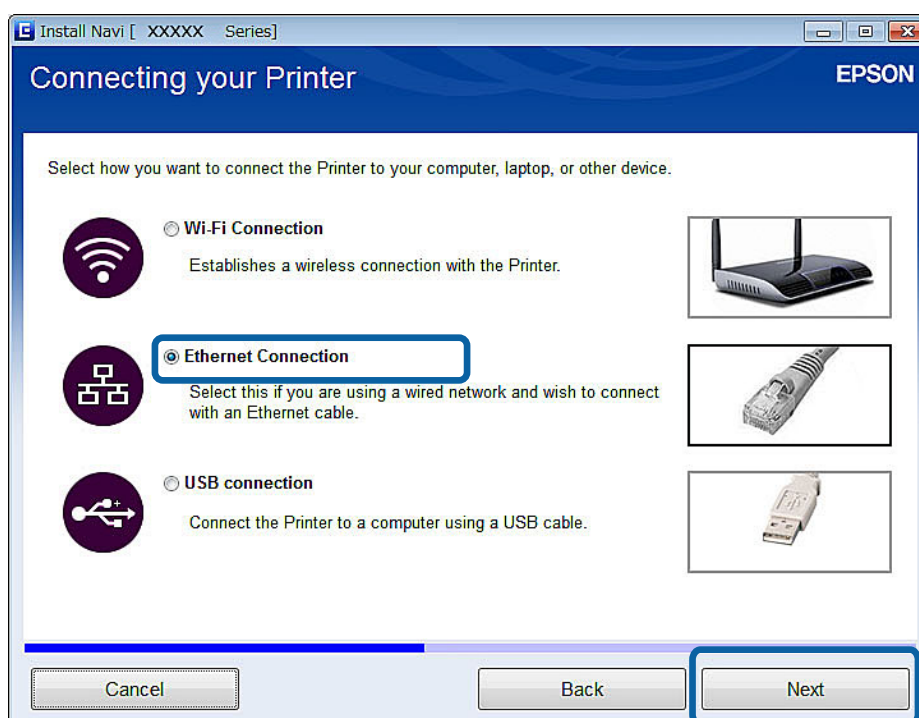 Install Navi [ XXXXX Series]
Connecting your Printer
EPSON
Select how you want to connect the Printer to your computer, laptop, or other device.
Wi-Fi Connection
Establishes a wireless connection with the Printer.
Ethernet Connection
Select this if you are using a wired network and wish to connect
with an Ethernet cable.
USB connection
Connect the Printer to a computer using a USB cable.
Cancel
Back
Next